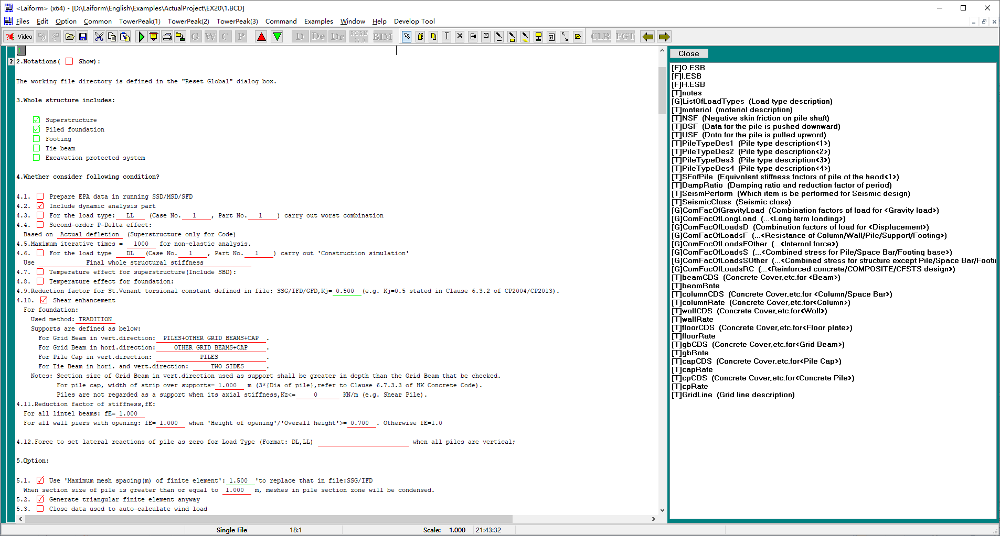 <Laiform> (x64) - [D:\Laiform\English\Examples\ActualProject\EX20\1.BCD]
Files Edit Option Common TowerPeak(1) TowerPeak(2) TowerPeak(3) Command Examples Window Help Develop Tool
Video G W C P D De Dr ACAD BIM CLR FGT
2.Notations( Show):
?
The working file directory is defined in the "Reset Global" dialog box.
3.Whole structure includes:
Superstructure
Piled foundation
Footing
Tie beam
Excavation protected system
4.Whether consider following condition?
4.1. Prepare EPA data in running SSD/MSD/SFD
4.2. Include dynamic analysis part
4.3. For the load type: LL (Case No. 1 , Part No. 1 ) carry out worst combination
4.4. Second-order P-Delta effect:
Based on Actual defletion (Superstructure only for Code)
4.5.Maximum iterative times = 1000 for non-elastic analysis.
4.6. For the load type DL (Case No. 1 , Part No. 1 ) carry out 'Construction simulation'
Use Final whole structural stiffness
4.7. Temperature effect for superstructure(Include SBD):
4.8. Temperature effect for foundation:
4.9.Reduction factor for St.Venant torsional constant defined in file: SSG/IFD/GFD,Kj= 0.500 (e.g. Kj=0.5 stated in Clause 6.3.2 of CP2004/CP2013).
4.10. Shear enhancement
For foundation:
Used method: TRADITION
Supports are defined as below:
For Grid Beam in vert.direction: PILES+OTHER GRID BEAMS+CAP .
For Grid Beam in hori.direction: OTHER GRID BEAMS+CAP .
For Pile Cap in vert.direction: PILES .
For Tie Beam in hori. and vert.direction: TWO SIDES .
Notes: Section size of Grid Beam in vert.direction used as support shall be greater in depth than the Grid Beam that be checked.
For pile cap, width of strip over supports= 1.000 m (3*{Dia of pile},refer to Clause 6.7.3.3 of HK Concrete Code).
Piles are not regarded as a support when its axial stiffness,Kz<= 0 KN/m (e.g. Shear Pile).
4.11.Reduction factor of stiffness,fE:
For all lintel beams: fE= 1.000
For all wall piers with opening: fE= 1.000 when 'Height of opening'/'Overall height'>= 0.700 . Otherwise fE=1.0
4.12.Force to set lateral reactions of pile as zero for Load Type (Format: DL,LL) when all piles are vertical;
5.Option:
5.1. Use 'Maximum mesh spacing(m) of finite element': 1.500 'to replace that in file:SSG/IFD
When section size of pile is greater than or equal to 1.000 m, meshes in pile section zone will be condensed.
5.2. Generate triangular finite element anyway
5.3. Close data used to auto-calculate wind load
Close
[F]O.ESB
[F]I.ESB
[F]H.ESB
[T]notes
[G]ListOfLoadTypes (Load type description)
[T]material (material description)
[T]NSF (Negative skin friction on pile shaft)
[T]DSF (Data for the pile is pushed downward)
[T]USF (Data for the pile is pulled upward)
[T]PileTypeDes1 (Pile type description<1>)
[T]PileTypeDes2 (Pile type description<2>)
[T]PileTypeDes3 (Pile type description<3>)
[T]PileTypeDes4 (Pile type description<4>)
[T]SFofPile (Equivalent stiffness factors of pile at the head<1>)
[T]DampRatio (Damping ratio and reduction factor of period)
[T]SeismPerform (Which item is be performed for Seismic design)
[T]SeismicClass (Seismic class)
[G]ComFacOfGravityLoad (Combination factors of load for <Gravity load>)
[G]ComFacOfLongLoad (...<Long term loading>)
[G]ComFacOfLoadsD (Combination factors of load for <Displacement>)
[G]ComFacOfLoadsF (...<Resistance of Column/Wall/Pile/Support/Footing>)
[G]ComFacOfLoadsFOther (...<Internal force>)
[G]ComFacOfLoadsS (...<Combined stress for Pile/Space Bar/Footing base>)
[G]ComFacOfLoadsSOther (...<Combined stress for structure except Pile/Space Bar/Footi
[G]ComFacOfLoadsRC (...<Reinforced concrete/COMPOSITE/CFSTS design>)
[T]beamCDS (Concrete Cover,etc.for <Beam>)
[T]beamRate
[T]columnCDS (Concrete Cover,etc.for <Column/Space Bar>)
[T]columnRate (Concrete Cover,etc.for<Column>)
[T]wallCDS (Concrete Cover,etc.for<Wall>)
[T]wallRate
[T]floorCDS (Concrete Cover,etc.for<Floor plate>)
[T]floorRate
[T]gbCDS (Concrete Cover,etc.for<Grid Beam>)
[T]gbRate
[T]capCDS (Concrete Cover,etc.for<Pile Cap>)
[T]capRate
[T]cpCDS (Concrete Cover,etc.for<Concrete Pile>)
[T]cpRate
[T]GridLine (Grid line description)
Single File 18:1 Scale: 1.000 21:43:32